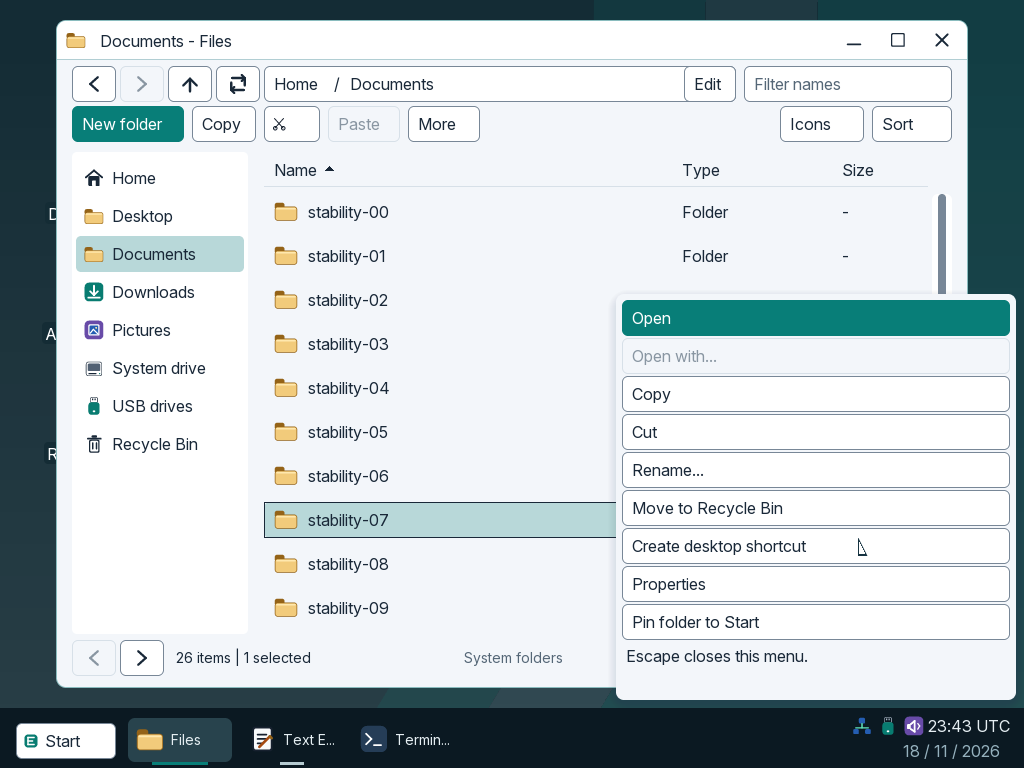 Documents - Files
Home / Documents
Edit
Filter names
New folder
Copy
Paste
More
Icons
Sort
Home
Desktop
Documents
Downloads
Pictures
System drive
USB drives
Recycle Bin
Name Type Size
stability-00 Folder -
stability-01 Folder -
stability-02
stability-03
stability-04
stability-05
stability-06
stability-07
stability-08
stability-09
Open
Open with...
Copy
Cut
Rename...
Move to Recycle Bin
Create desktop shortcut
Properties
Pin folder to Start
Escape closes this menu.
26 items | 1 selected
System folders
Start
Files
Text E...
Termin...
23:43 UTC
18 / 11 / 2026